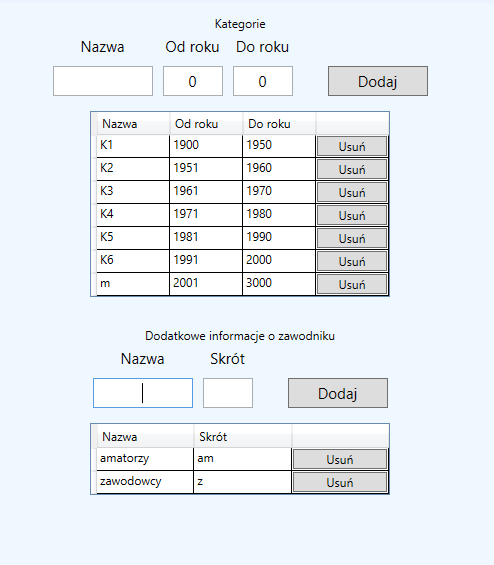 Kategorie
Nazwa Od roku Do roku
0 0 Dodaj
Nazwa Od roku Do roku
K1 1900 1950 Usuń
K2 1951 1960 Usuń
K3 1961 1970 Usuń
K4 1971 1980 Usuń
K5 1981 1990 Usuń
K6 1991 2000 Usuń
m 2001 3000 Usuń
Dodatkowe informacje o zawodniku
Nazwa Skrót
Dodaj
Nazwa Skrót
amatorzy am Usuń
zawodowcy z Usuń